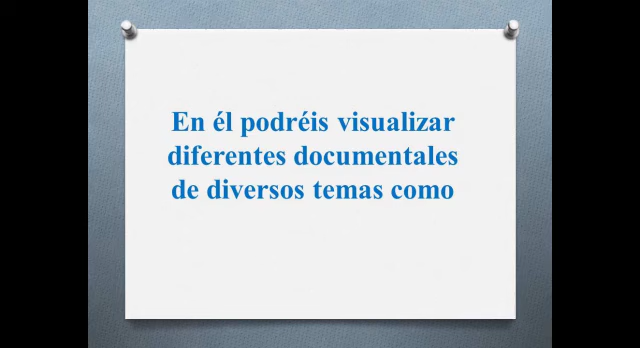 En él podréis visualizar
diferentes documentales
de diversos temas como